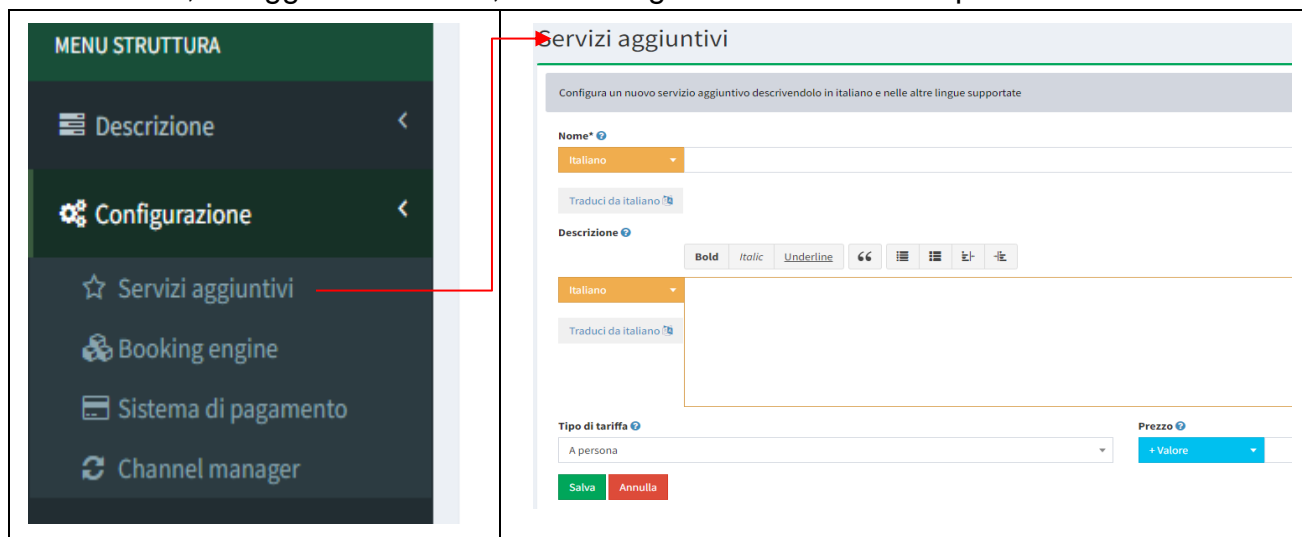 MENU STRUTTURA
Descrizione
Configurazione
Servizi aggiuntivi
Booking engine
Sistema di pagamento
Channel manager
Servizi aggiuntivi
Configura un nuovo servizio aggiuntivo descrivendolo in italiano e nelle altre lingue supportate
Nome*
Italiano
Traduci da italiano
Descrizione
Bold Italic Underline
Italiano
Traduci da italiano
Tipo di tariffa Prezzo
A persona + Valore
Salva Annulla